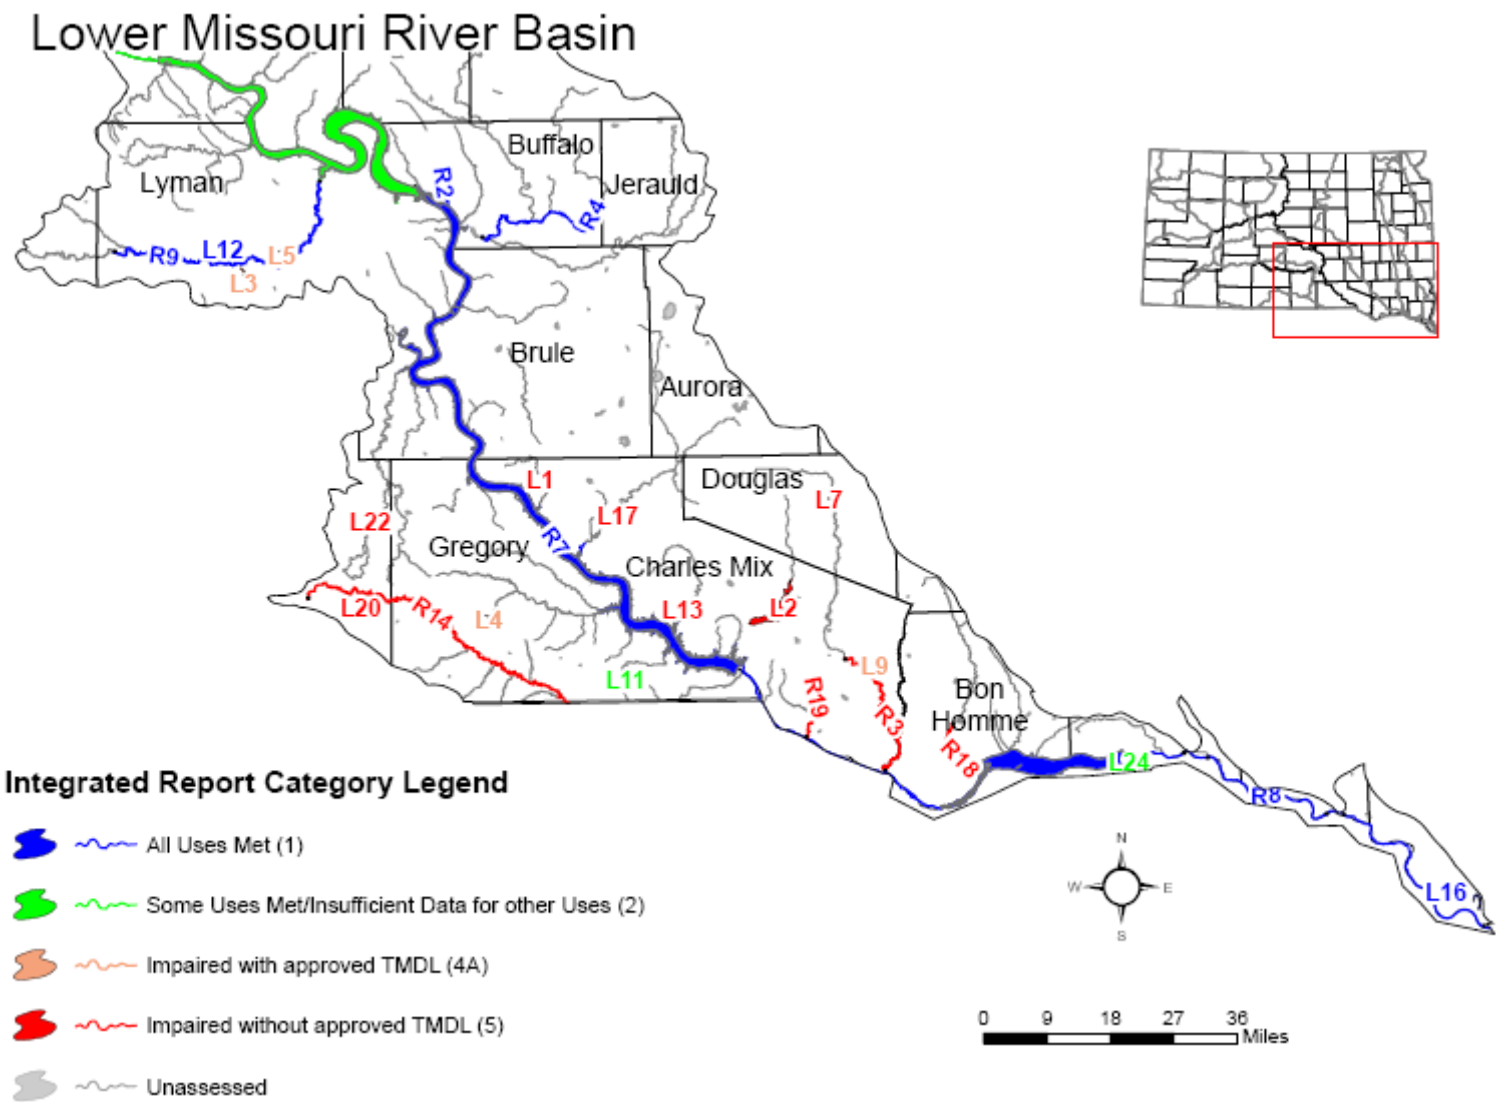 Lower Missouri River Basin
Buffalo
Jerauld
Lyman
R2
R4
R9
L12
L5
L3
Brule
Aurora
Douglas
L1
L7
L17
L22
R7
Gregory
Charles Mix
L20
R14
L4
L13
L2
L11
L9
R19
R3
Bon
Homme
R18
L24
R8
L16
Integrated Report Category Legend
All Uses Met (1)
Some Uses Met/Insufficient Data for other Uses (2)
Impaired with approved TMDL (4A)
Impaired without approved TMDL (5)
Unassessed
N
W E
S
0 9 18 27 36
Miles